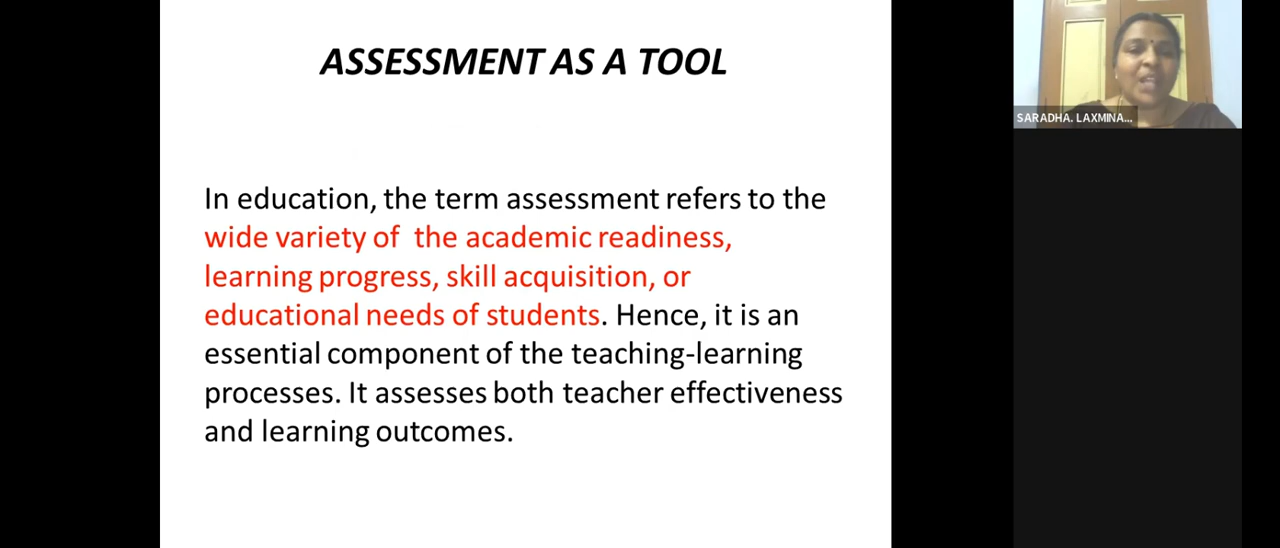 ASSESSMENT AS A TOOL
In education, the term assessment refers to the
wide variety of the academic readiness,
learning progress, skill acquisition, or
educational needs of students. Hence, it is an
essential component of the teaching-learning
processes. It assesses both teacher effectiveness
and learning outcomes.
SARADHA. LAXMINA...